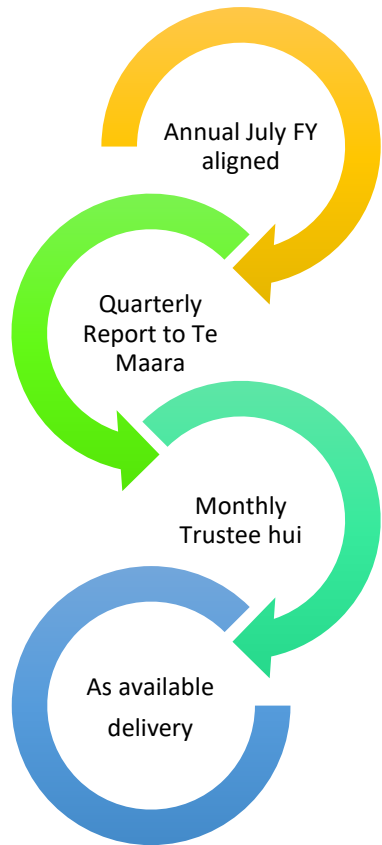 Annual July FY
aligned
Quarterly
Report to Te
Maara
Monthly
Trustee hui
As available
delivery